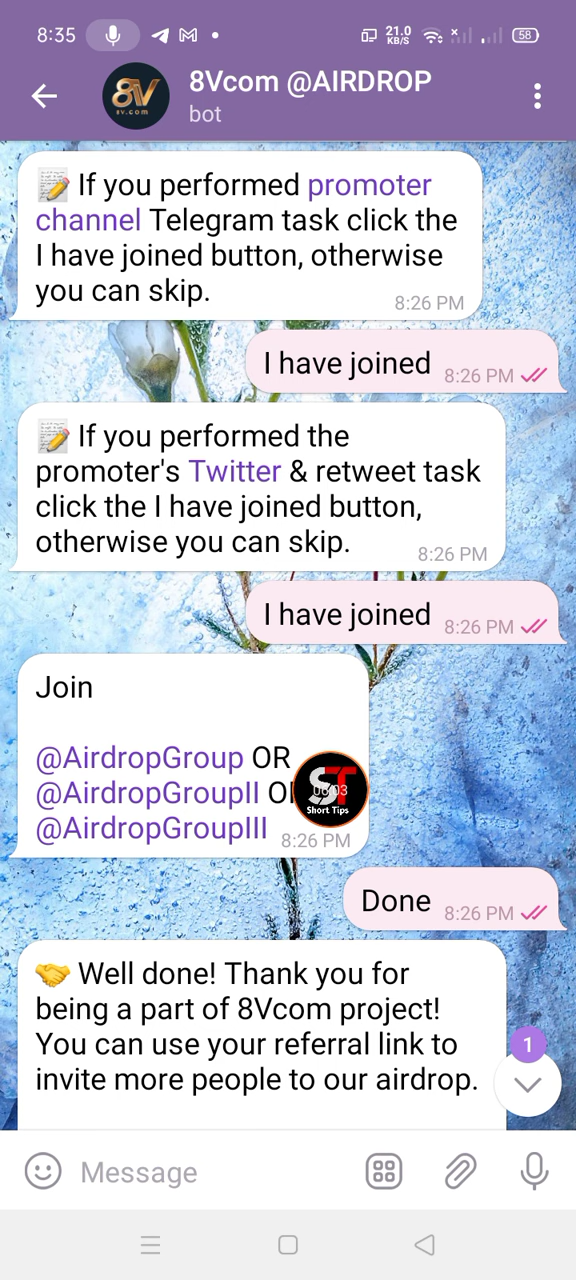 8:35
21.0
KB/S
58
8V
8V.COM
8Vcom @AIRDROP
bot
If you performed promoter
channel Telegram task click the
I have joined button, otherwise
you can skip.
8:26 PM
I have joined
8:26 PM
If you performed the
promoter's Twitter & retweet task
click the I have joined button,
otherwise you can skip.
8:26 PM
I have joined
8:26 PM
Join
@AirdropGroup OR
@AirdropGroupII
@AirdropGroupIII
8:26 PM
ST
06:03
Short Tips
Done
8:26 PM
Well done! Thank you for
being a part of 8Vcom project!
You can use your referral link to
invite more people to our airdrop.
1
Message